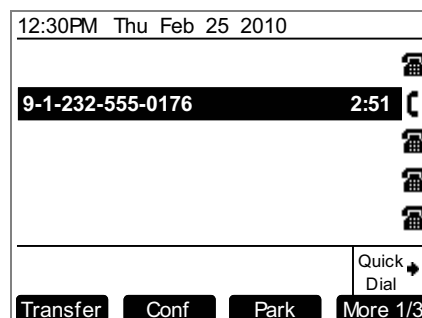 12:30PM Thu Feb 25 2010
9-1-232-555-0176 2:51
Quick
Dial
Transfer Conf Park More 1/3